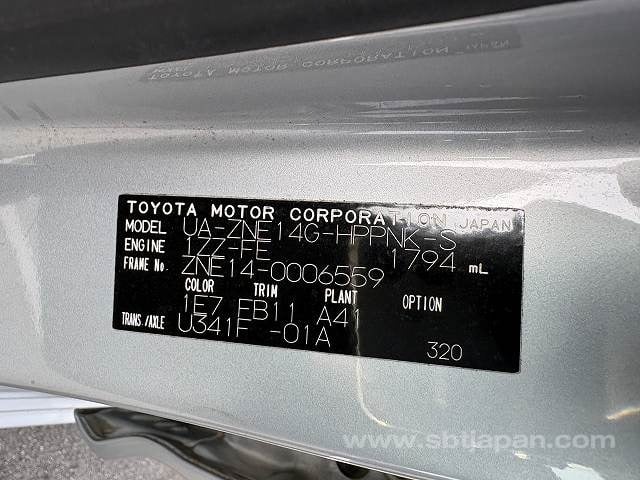 TOYOTA MOTOR CORPORATION JAPAN
MODEL UA-ZNE14G-HPPNK-S
ENGINE 1ZZ-FE 1794 mL
FRAME No. ZNE14-0006559
COLOR TRIM PLANT OPTION
1E7 EB11 A41
TRANS./AXLE U341F -01A
320
www.sbtjapan.com